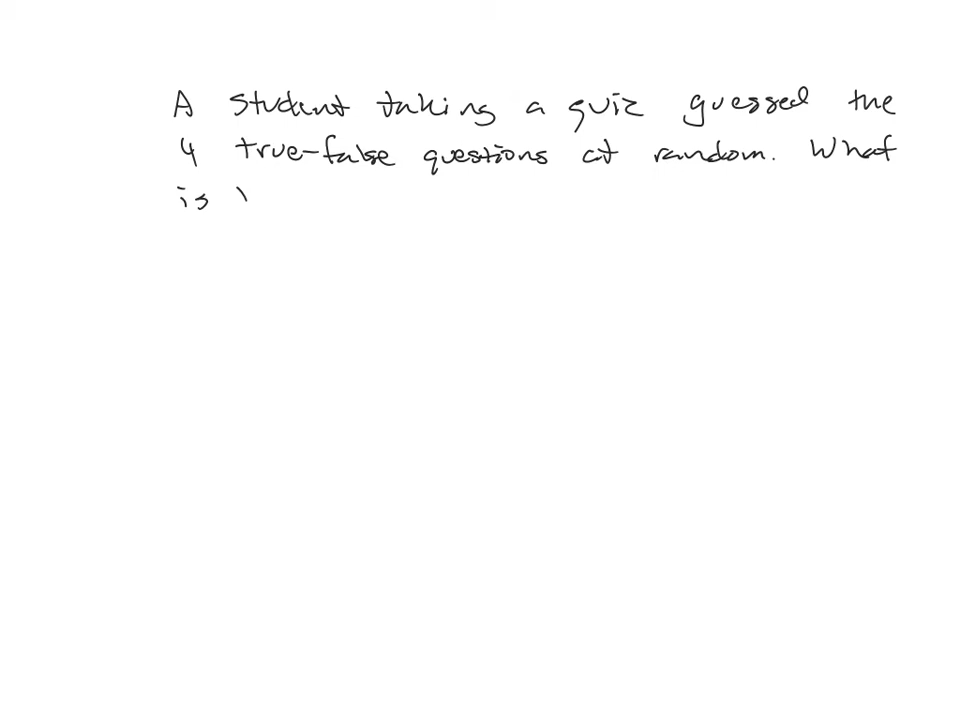 A student taking a quiz guessed the
4 true-false questions at random. What
is